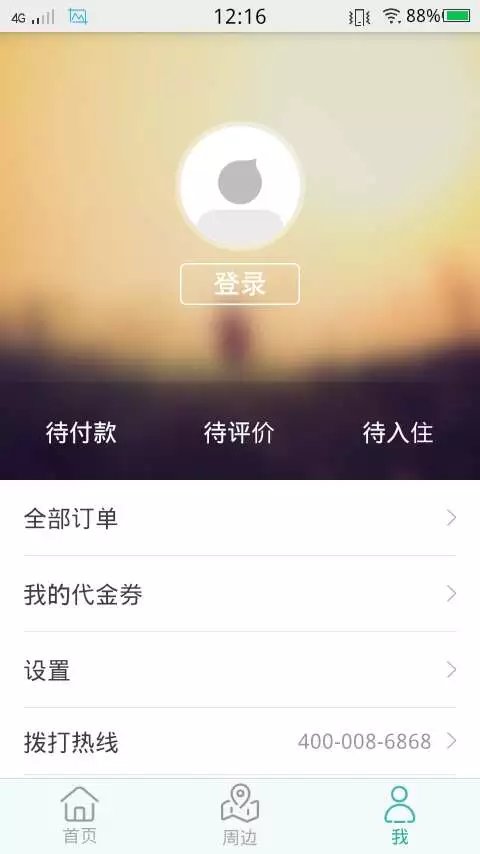 4G 12:16 88%
登录
待付款 待评价 待入住
全部订单
我的代金券
设置
拨打热线 400-008-6868
首页 周边 我